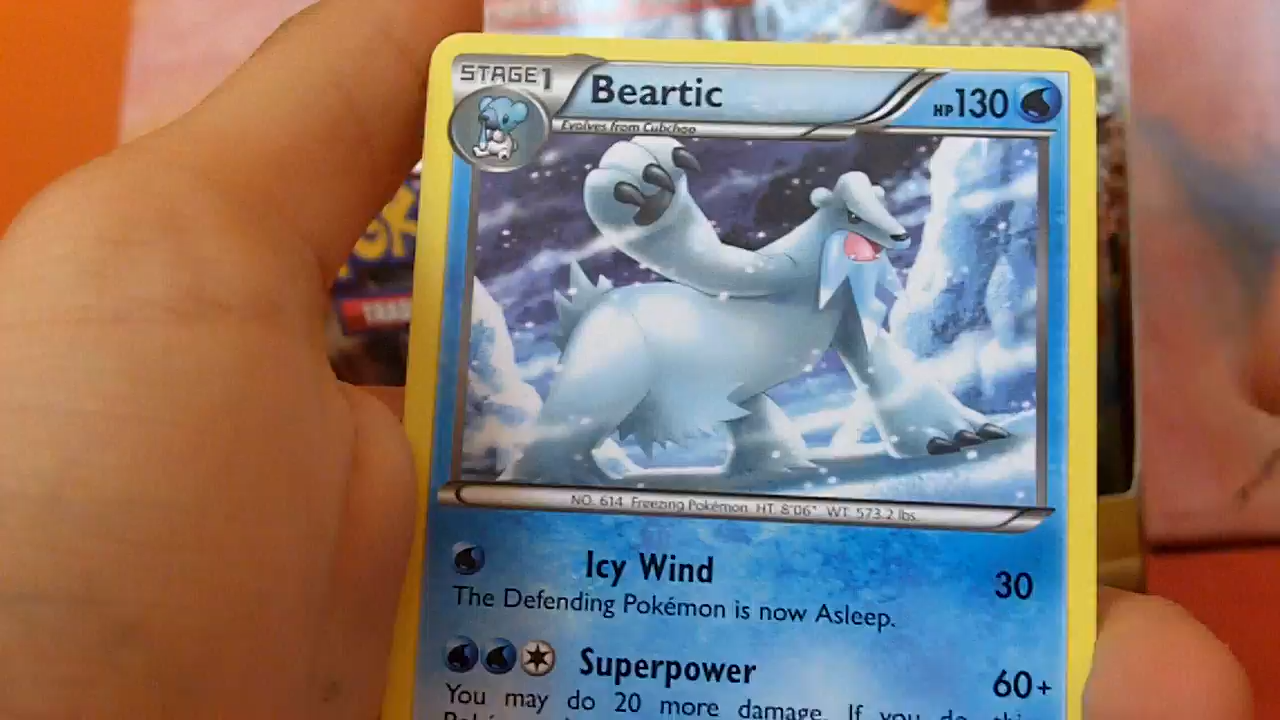 STAGE 1
Beartic
HP 130
Evolves from Cubchoo
NO. 614 Freezing Pokémon HT. 8'06" WT. 573.2 lbs.
Icy Wind 30
The Defending Pokémon is now Asleep.
Superpower 60+
You may do 20 more damage. If you do